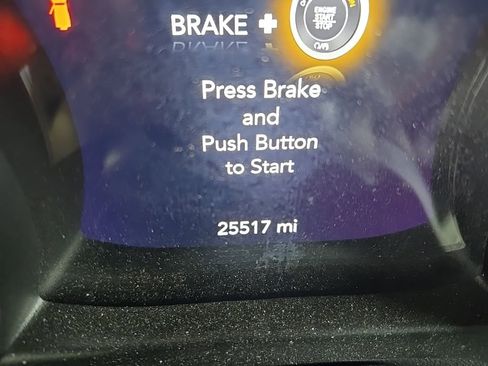 BRAKE +
ENGINE
START
STOP
Press Brake
and
Push Button
to Start
25517 mi